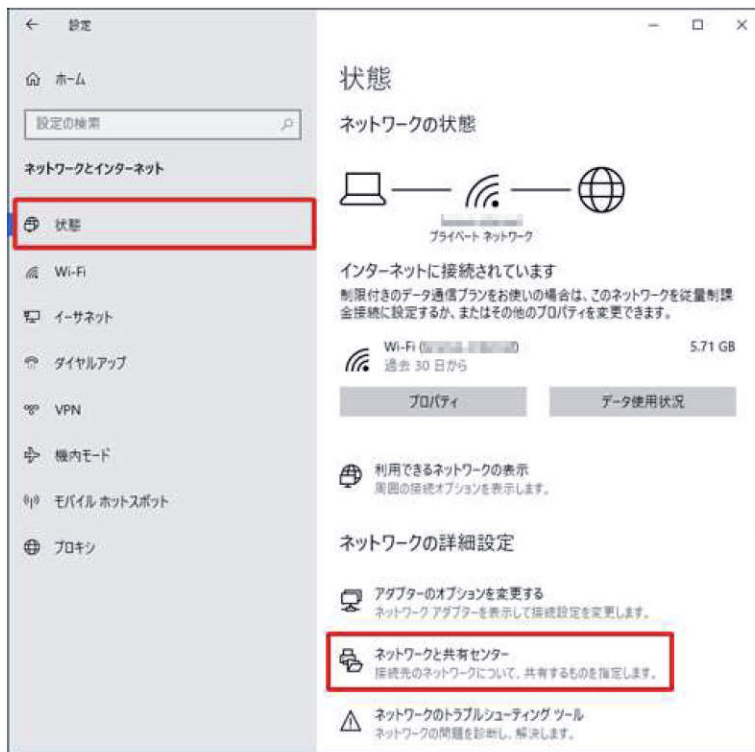 設定
ホーム
設定の検索
ネットワークとインターネット
状態
Wi-Fi
イーサネット
ダイヤルアップ
VPN
機内モード
モバイル ホットスポット
プロキシ
状態
ネットワークの状態
プライベート ネットワーク
インターネットに接続されています
制限付きのデータ通信プランをお使いの場合は、このネットワークを従量制課
金接続に設定するか、またはその他のプロパティを変更できます。
Wi-Fi ( ) 5.71 GB
過去 30 日から
プロパティ データ使用状況
利用できるネットワークの表示
周囲の接続オプションを表示します。
ネットワークの詳細設定
アダプターのオプションを変更する
ネットワーク アダプターを表示して接続設定を変更します。
ネットワークと共有センター
接続先のネットワークについて、共有するものを指定します。
ネットワークのトラブルシューティング ツール
ネットワークの問題を診断し、解決します。